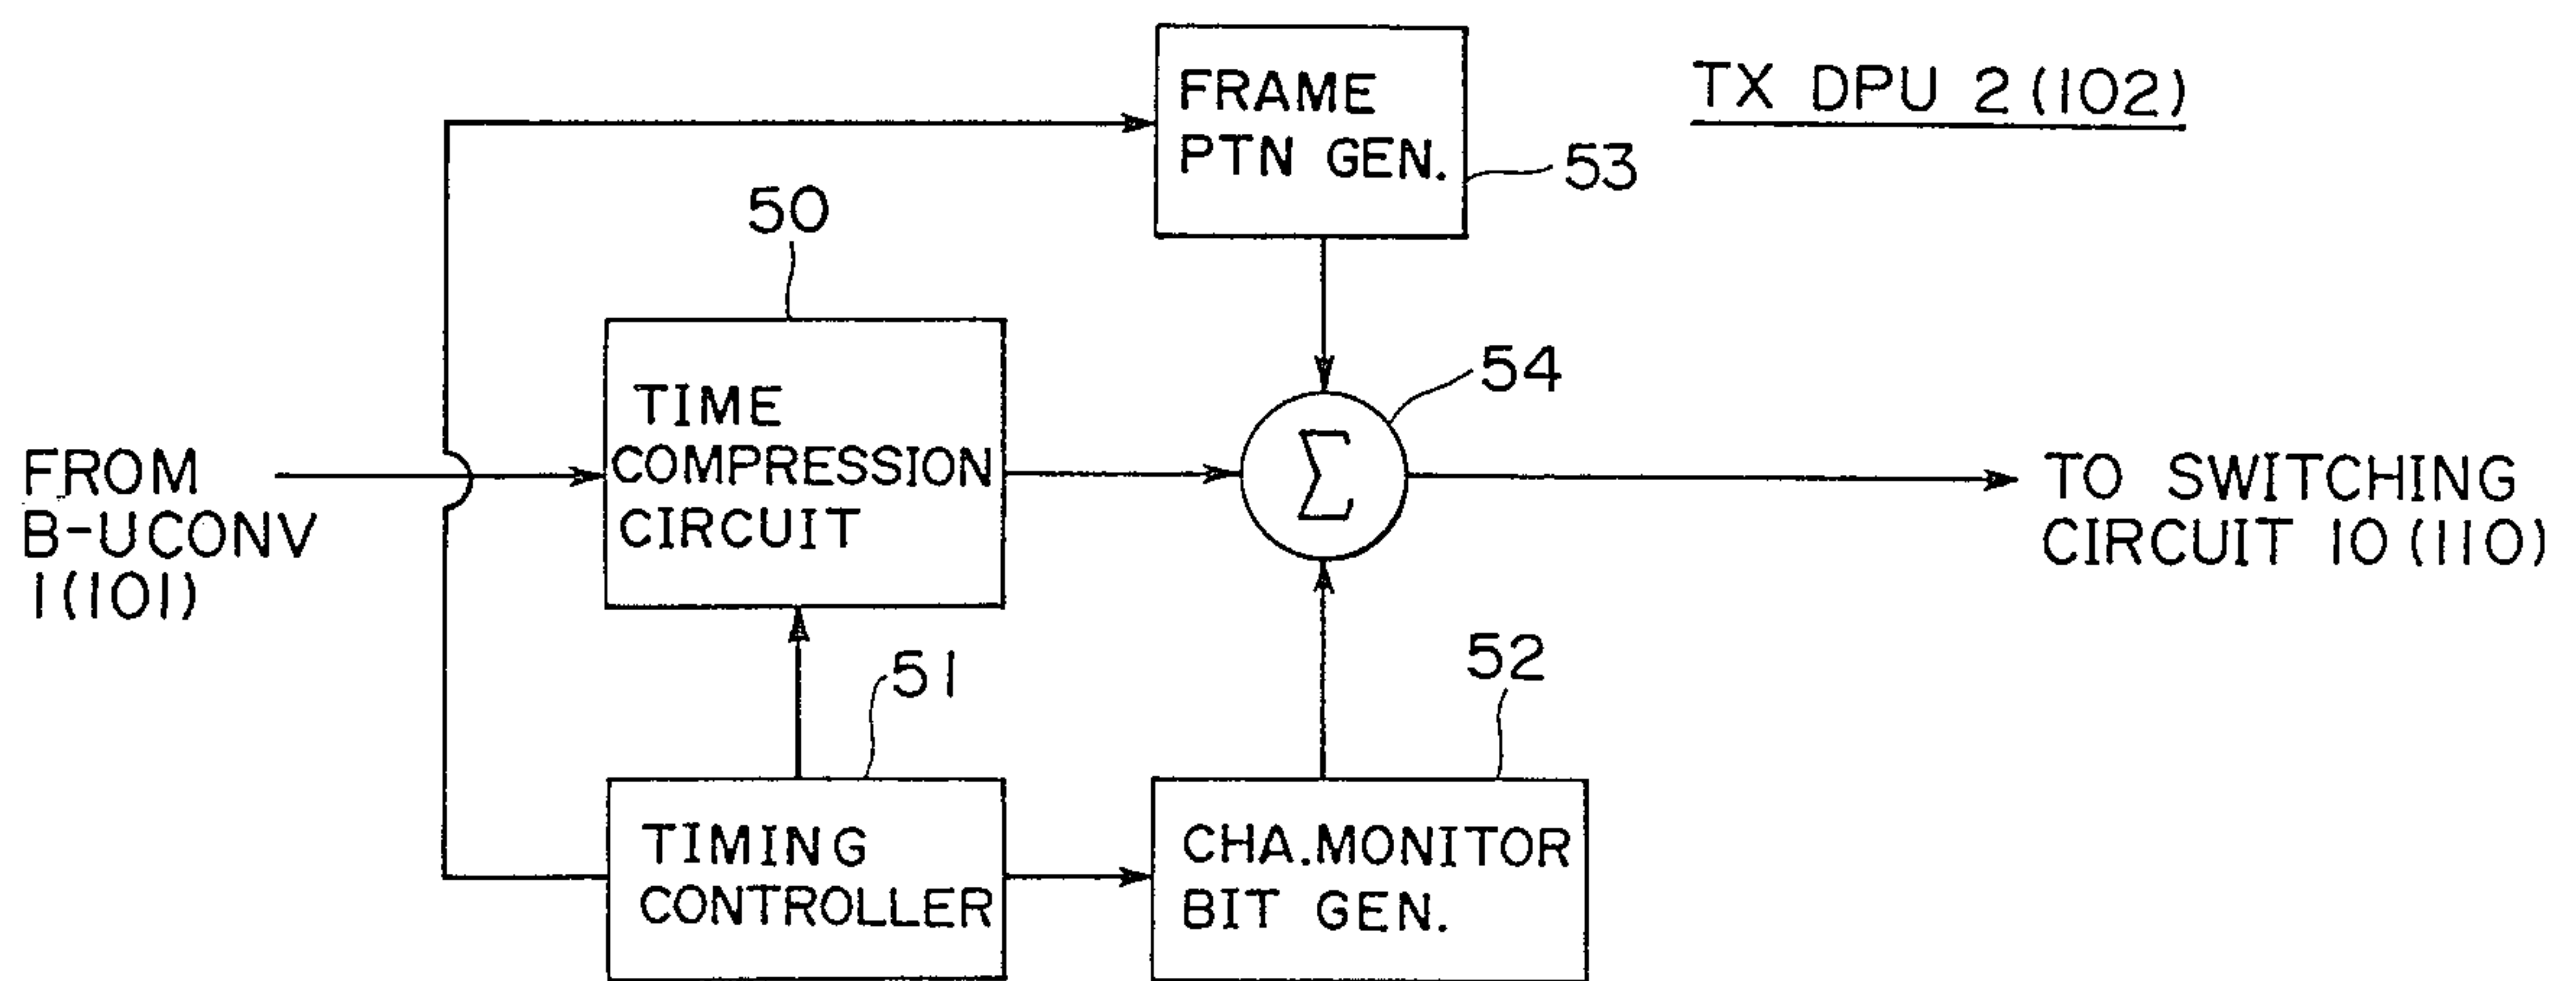 FRAME
PTN GEN.
53
TX DPU 2 (102)
50
TIME
COMPRESSION
CIRCUIT
54
Σ
FROM
B-UCONV
1 (101)
TO SWITCHING
CIRCUIT 10 (110)
51
TIMING
CONTROLLER
52
CHA.MONITOR
BIT GEN.